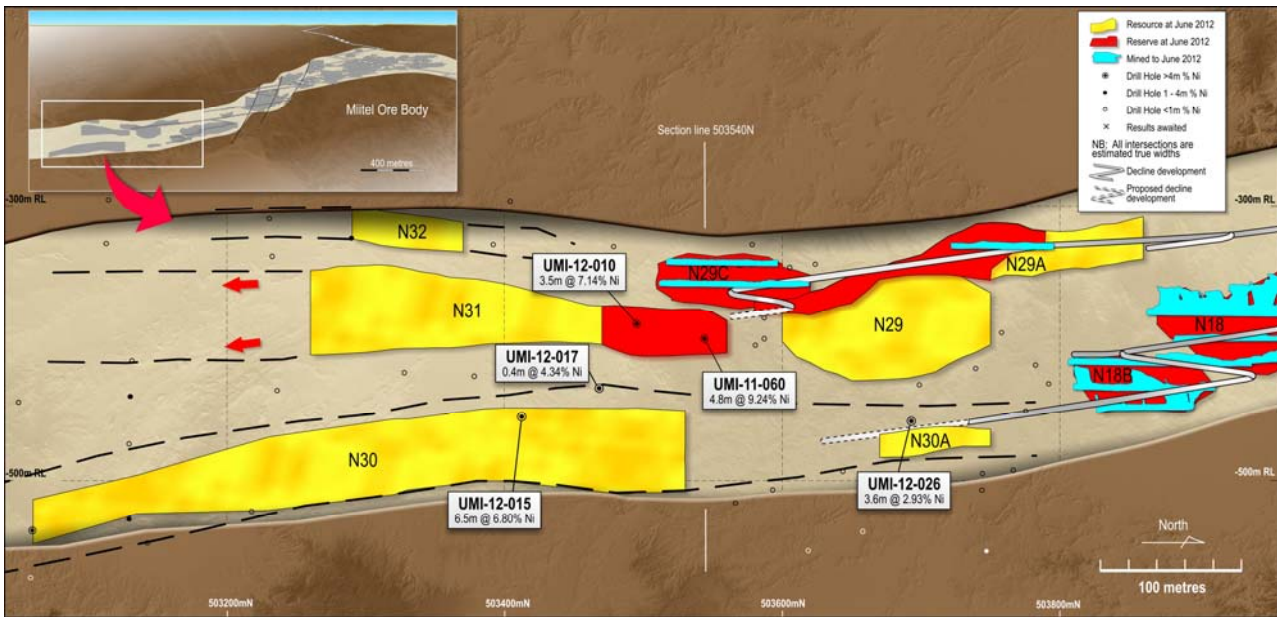 Miitel Ore Body
400 metres
Section line 503540N
Resource at June 2012
Reserve at June 2012
Mined to June 2012
Drill Hole >4m % Ni
Drill Hole 1 - 4m % Ni
Drill Hole <1m % Ni
Results awaited
NB: All intersections are
estimated true widths
Decline development
Proposed decline
development
-300m RL
-300m RL
N32
UMI-12-010
3.5m @ 7.14% Ni
N29C
N29A
N31
N29
N18
UMI-12-017
0.4m @ 4.34% Ni
UMI-11-060
4.8m @ 9.24% Ni
N18B
N30
N30A
-500m RL
-500m RL
UMI-12-015
6.5m @ 6.80% Ni
UMI-12-026
3.6m @ 2.93% Ni
North
100 metres
503200mN
503400mN
503600mN
503800mN